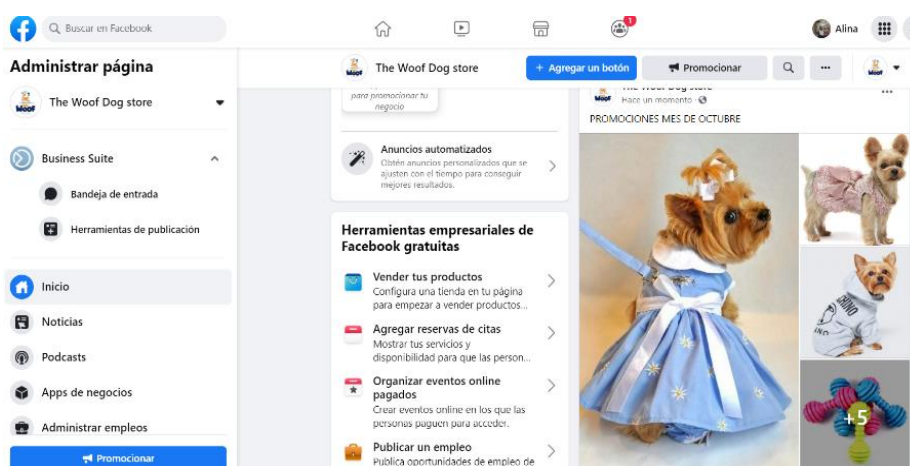 Buscar en Facebook
1
Alina
Administrar página
The Woof Dog store
Business Suite
Bandeja de entrada
Herramientas de publicación
Inicio
Noticias
Podcasts
Apps de negocios
Administrar empleos
Promocionar
The Woof Dog store
+ Agregar un botón
Promocionar
para promocionar tu
negocio
Anuncios automatizados
Obtén anuncios personalizados que se
ajusten con el tiempo para conseguir
mejores resultados.
Herramientas empresariales de
Facebook gratuitas
Vender tus productos
Configura una tienda en tu página
para empezar a vender productos...
Agregar reservas de citas
Mostrar tus servicios y
disponibilidad para que las person...
Organizar eventos online
pagados
Crear eventos online en los que las
personas paguen para acceder.
Publicar un empleo
Publica oportunidades de empleo de
The Woof Dog store
Hace un momento
PROMOCIONES MES DE OCTUBRE
+5